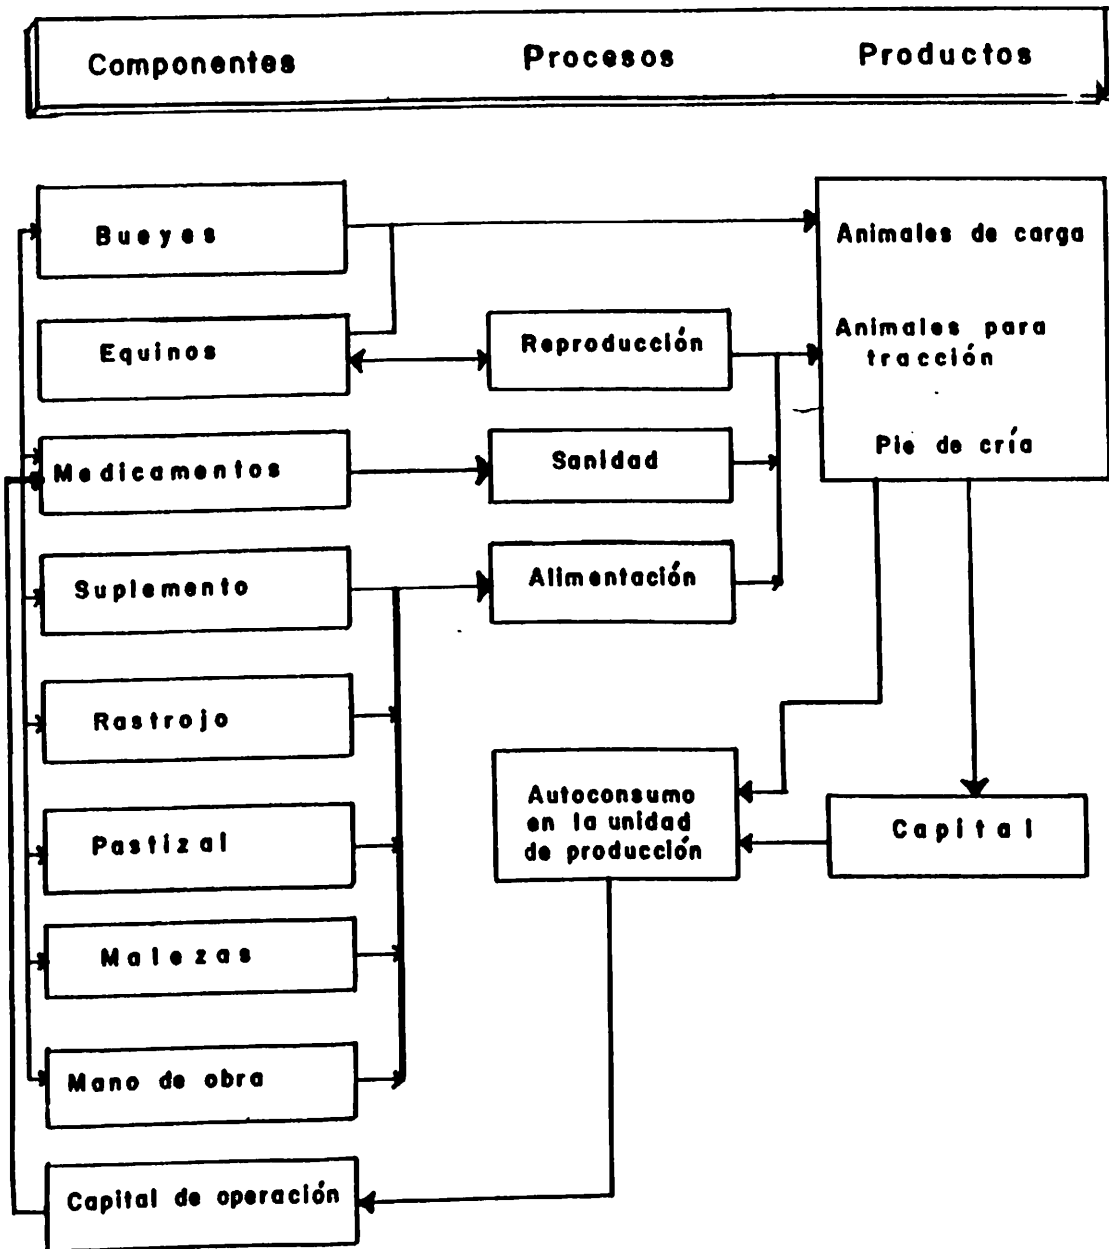 Componentes Procesos Productos
Bueyes
Animales de carga
Equinos
Reproducción
Animales para
tracción
Medicamentos
Sanidad
Pie de cría
Suplemento
Alimentación
Rastrojo
Autoconsumo
en la unidad
de producción
Capital
Pastizal
Malezas
Mano de obra
Capital de operación